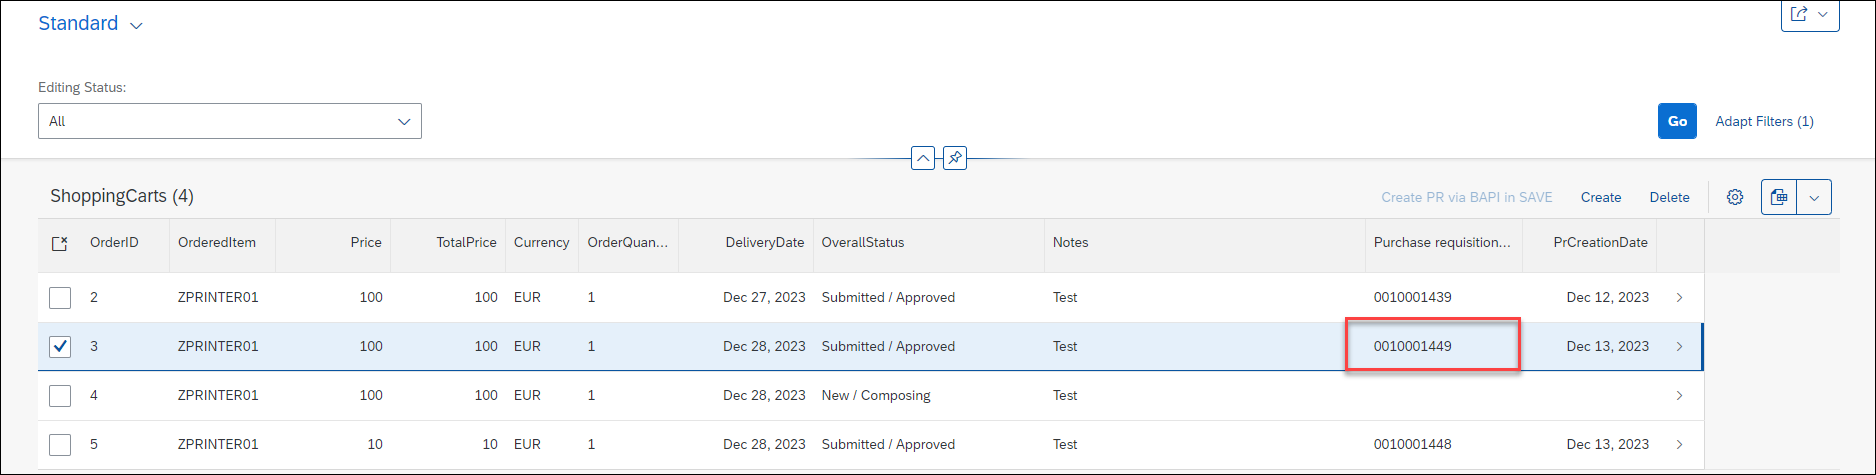 Standard
Editing Status:
All
Go Adapt Filters (1)
ShoppingCarts (4) Create PR via BAPI in SAVE Create Delete
OrderID OrderedItem Price TotalPrice Currency OrderQuan... DeliveryDate OverallStatus Notes Purchase requisition... PrCreationDate
2 ZPRINTER01 100 100 EUR 1 Dec 27, 2023 Submitted / Approved Test 0010001439 Dec 12, 2023
3 ZPRINTER01 100 100 EUR 1 Dec 28, 2023 Submitted / Approved Test 0010001449 Dec 13, 2023
4 ZPRINTER01 100 100 EUR 1 Dec 28, 2023 New / Composing Test
5 ZPRINTER01 10 10 EUR 1 Dec 28, 2023 Submitted / Approved Test 0010001448 Dec 13, 2023